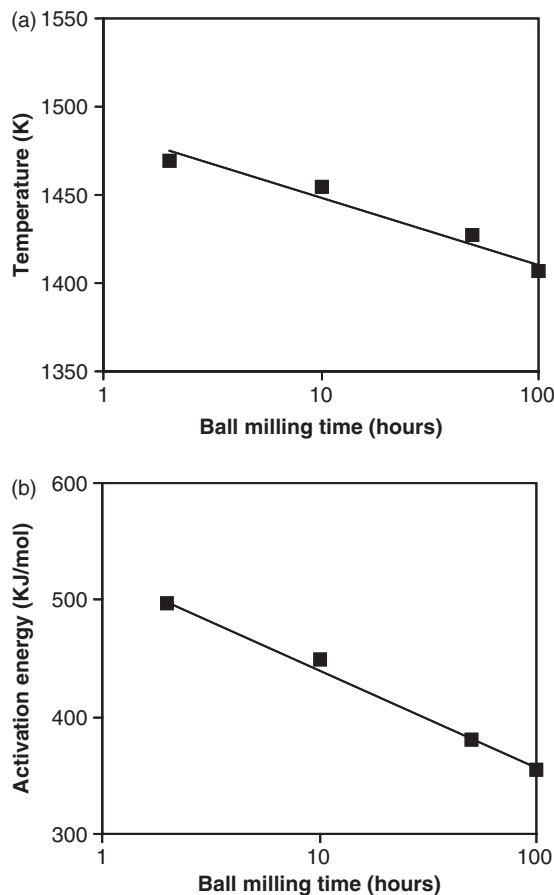 (a)
1550
1500
1450
1400
1350
Temperature (K)
1
10
100
Ball milling time (hours)
(b)
600
500
400
300
Activation energy (KJ/mol)
1
10
100
Ball milling time (hours)